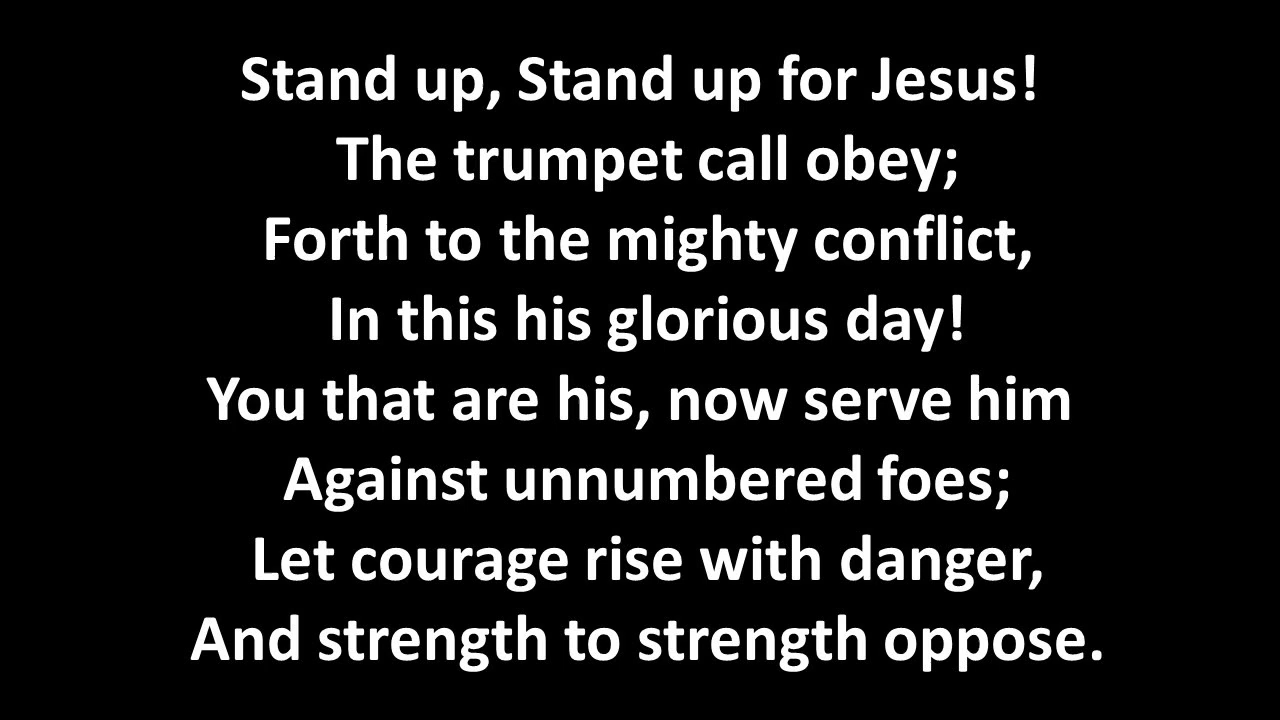 Stand up, Stand up for Jesus!
The trumpet call obey;
Forth to the mighty conflict,
In this his glorious day!
You that are his, now serve him
Against unnumbered foes;
Let courage rise with danger,
And strength to strength oppose.